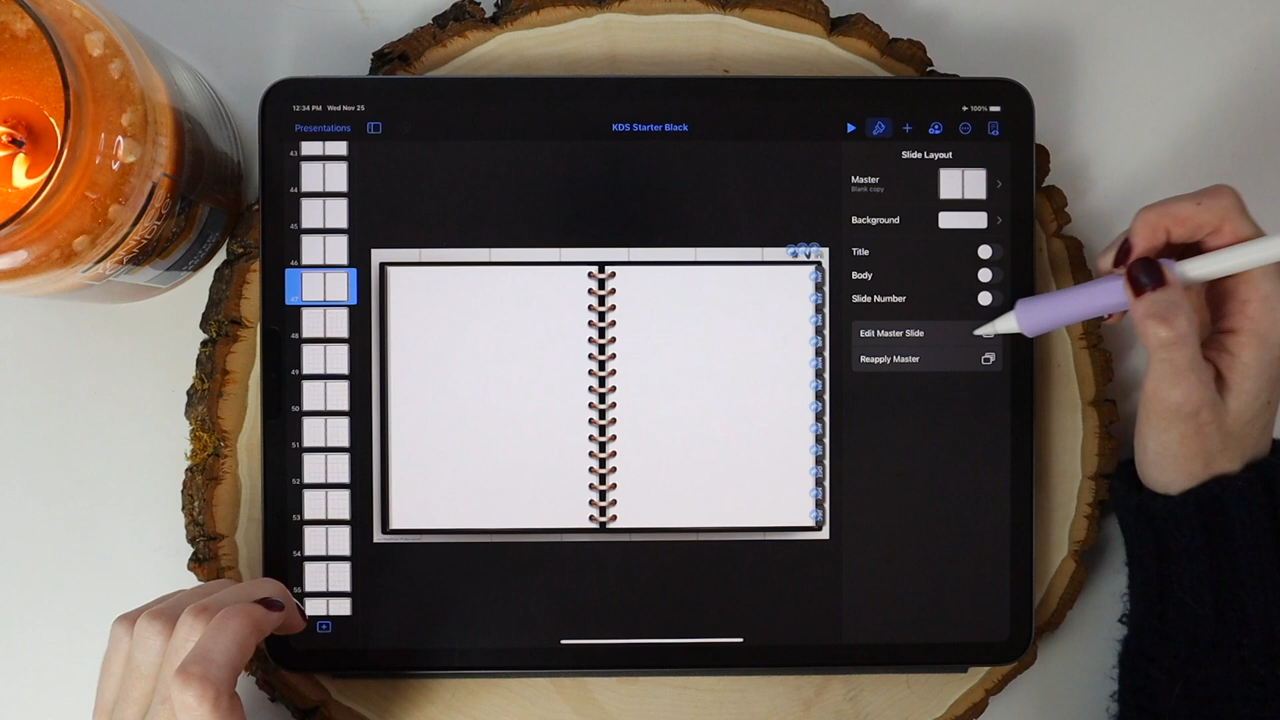 12:34 PM Wed Nov 25
100%
Presentations
KDS Starter Black
Slide Layout
Master
Blank copy
Background
Title
Body
Slide Number
Edit Master Slide
Reapply Master
43
44
45
46
47
48
49
50
51
52
53
54
55